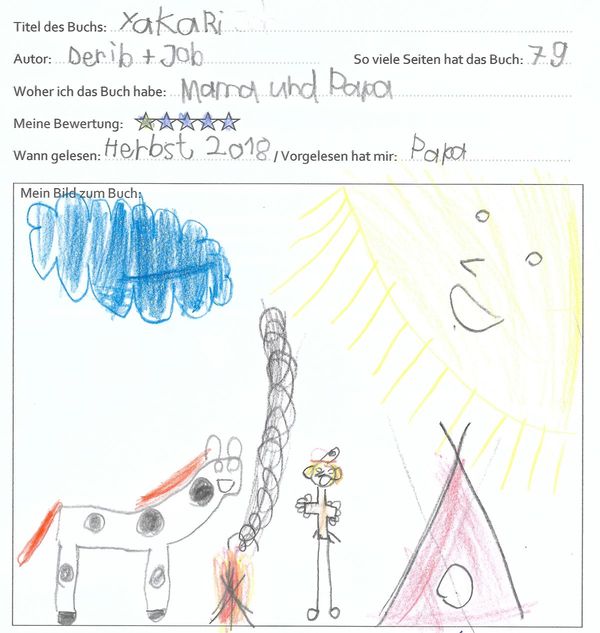 Titel des Buchs: YakaRi
Autor: Derib + Job So viele Seiten hat das Buch: 79
Woher ich das Buch habe: Mama und Papa
Meine Bewertung:
Wann gelesen: Herbst 2018 / Vorgelesen hat mir: Papa
Mein Bild zum Buch: